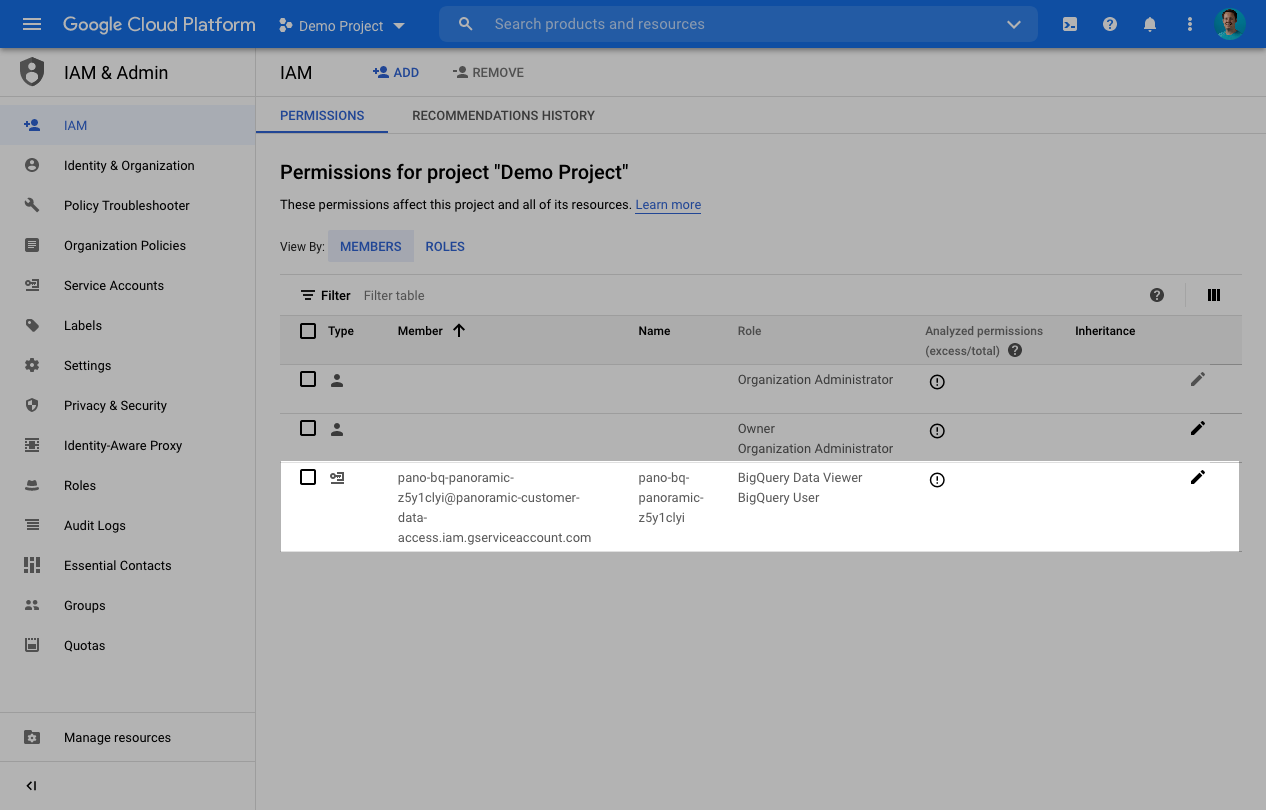 Google Cloud Platform
Demo Project
Search products and resources
IAM & Admin
IAM
ADD
REMOVE
IAM
Identity & Organization
Policy Troubleshooter
Organization Policies
Service Accounts
Labels
Settings
Privacy & Security
Identity-Aware Proxy
Roles
Audit Logs
Essential Contacts
Groups
Quotas
Manage resources
PERMISSIONS
RECOMMENDATIONS HISTORY
Permissions for project "Demo Project"
These permissions affect this project and all of its resources. Learn more
View By: MEMBERS ROLES
Filter Filter table
Type
Member
Name
Role
Analyzed permissions
(excess/total)
Inheritance
Organization Administrator
Owner
Organization Administrator
pano-bq-panoramic-
z5y1clyi@panoramic-customer-
data-
access.iam.gserviceaccount.com
pano-bq-
panoramic-
z5y1clyi
BigQuery Data Viewer
BigQuery User